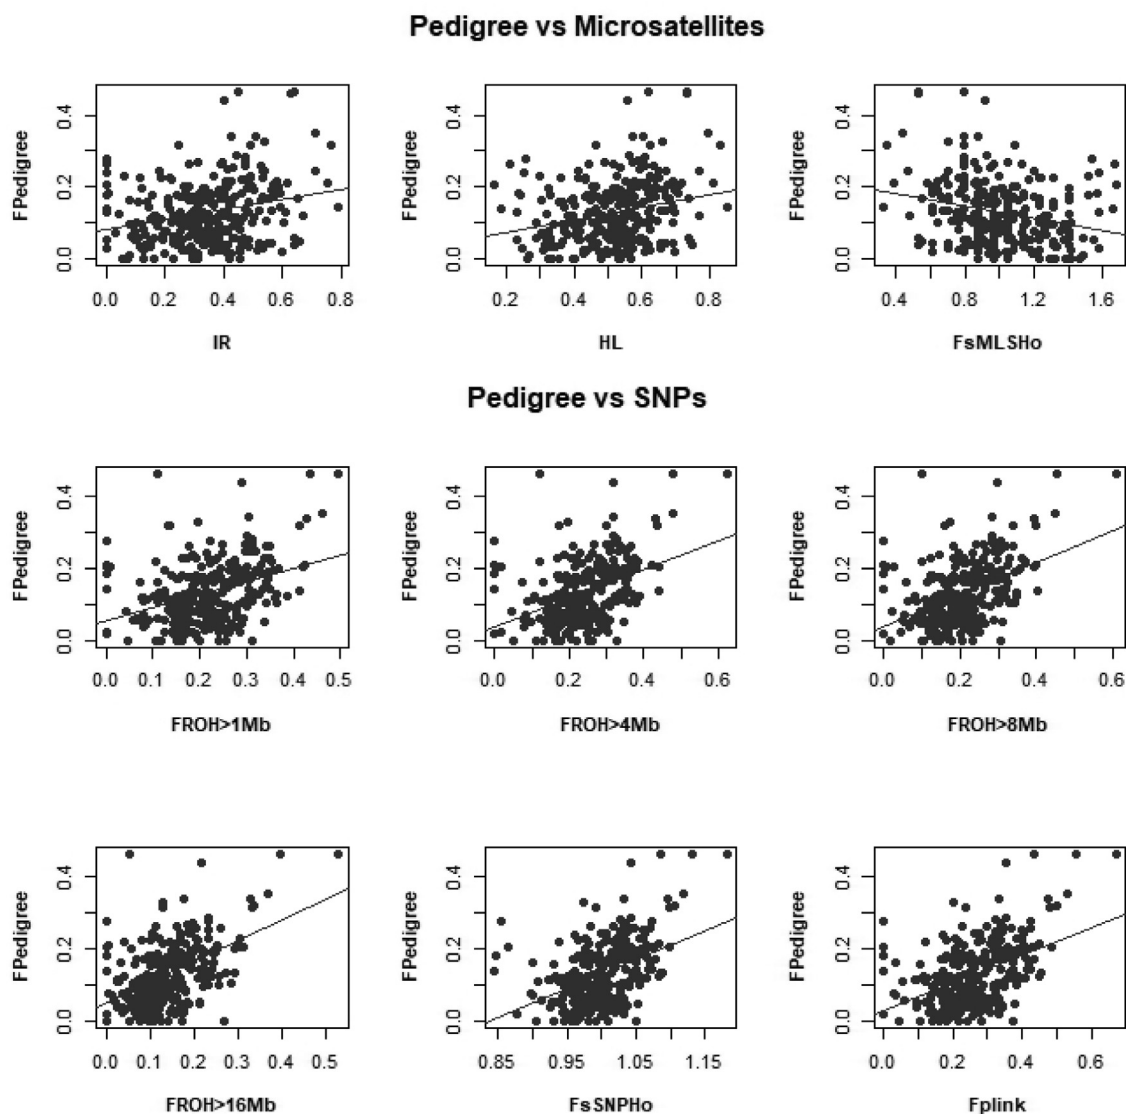 Pedigree vs Microsatellites
FPedigree
0.0 0.2 0.4
0.0 0.2 0.4 0.6 0.8
IR
FPedigree
0.0 0.2 0.4
0.2 0.4 0.6 0.8
HL
FPedigree
0.0 0.2 0.4
0.4 0.8 1.2 1.6
FsMLSHo
Pedigree vs SNPs
FPedigree
0.0 0.2 0.4
0.0 0.1 0.2 0.3 0.4 0.5
FROH>1Mb
FPedigree
0.0 0.2 0.4
0.0 0.2 0.4 0.6
FROH>4Mb
FPedigree
0.0 0.2 0.4
0.0 0.2 0.4 0.6
FROH>8Mb
FPedigree
0.0 0.2 0.4
0.0 0.1 0.2 0.3 0.4 0.5
FROH>16Mb
FPedigree
0.0 0.2 0.4
0.85 0.95 1.05 1.15
FsSNPHo
FPedigree
0.0 0.2 0.4
0.0 0.2 0.4 0.6
Fplink